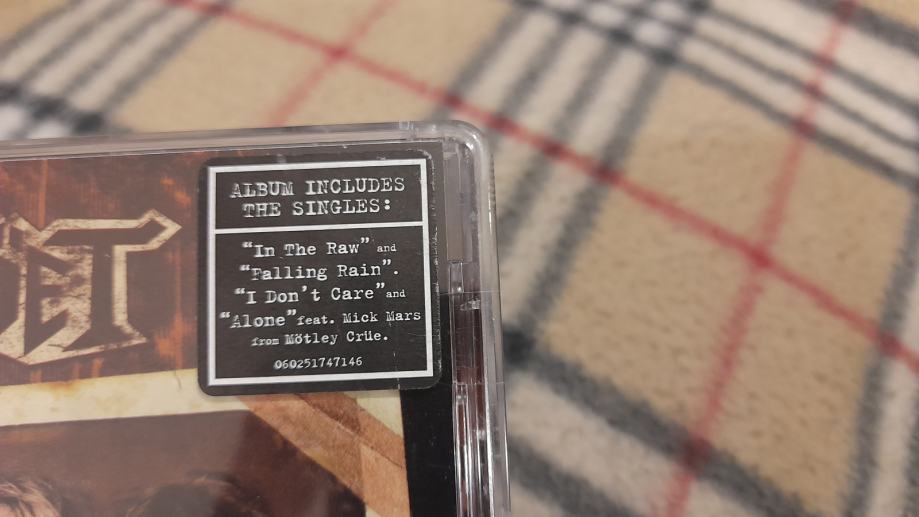 ALBUM INCLUDES
THE SINGLES:
“In The Raw” and
“Falling Rain”.
“I Don't Care” and
“Alone” feat. Mick Mars
from Mötley Crüe.
060251747146